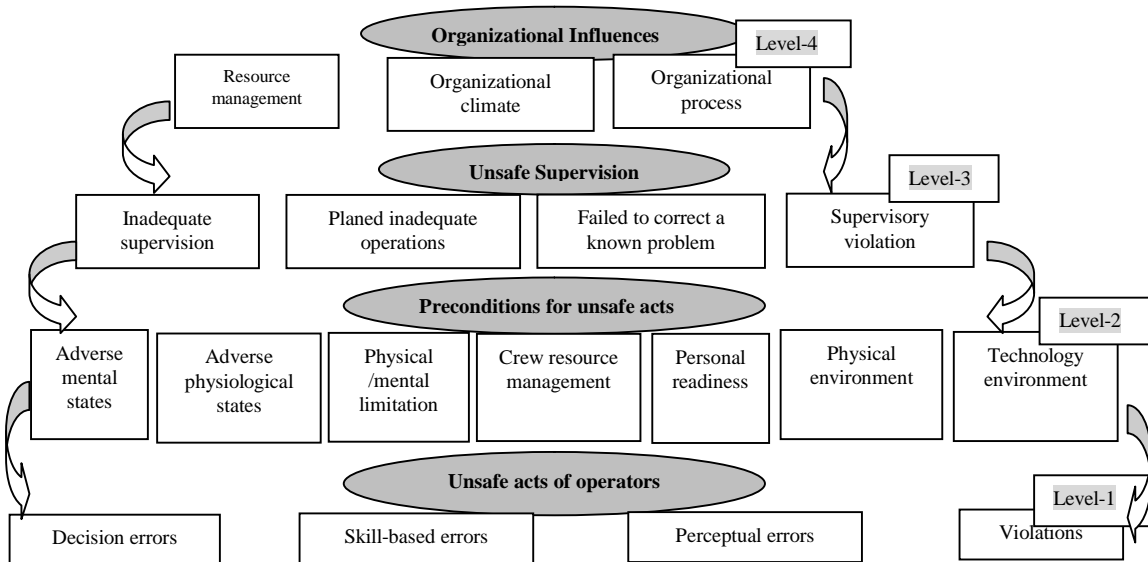 Organizational Influences
Level-4
Resource
management
Organizational
climate
Organizational
process
Unsafe Supervision
Level-3
Inadequate
supervision
Planed inadequate
operations
Failed to correct a
known problem
Supervisory
violation
Preconditions for unsafe acts
Level-2
Adverse
mental
states
Adverse
physiological
states
Physical
/mental
limitation
Crew resource
management
Personal
readiness
Physical
environment
Technology
environment
Unsafe acts of operators
Level-1
Decision errors
Skill-based errors
Perceptual errors
Violations